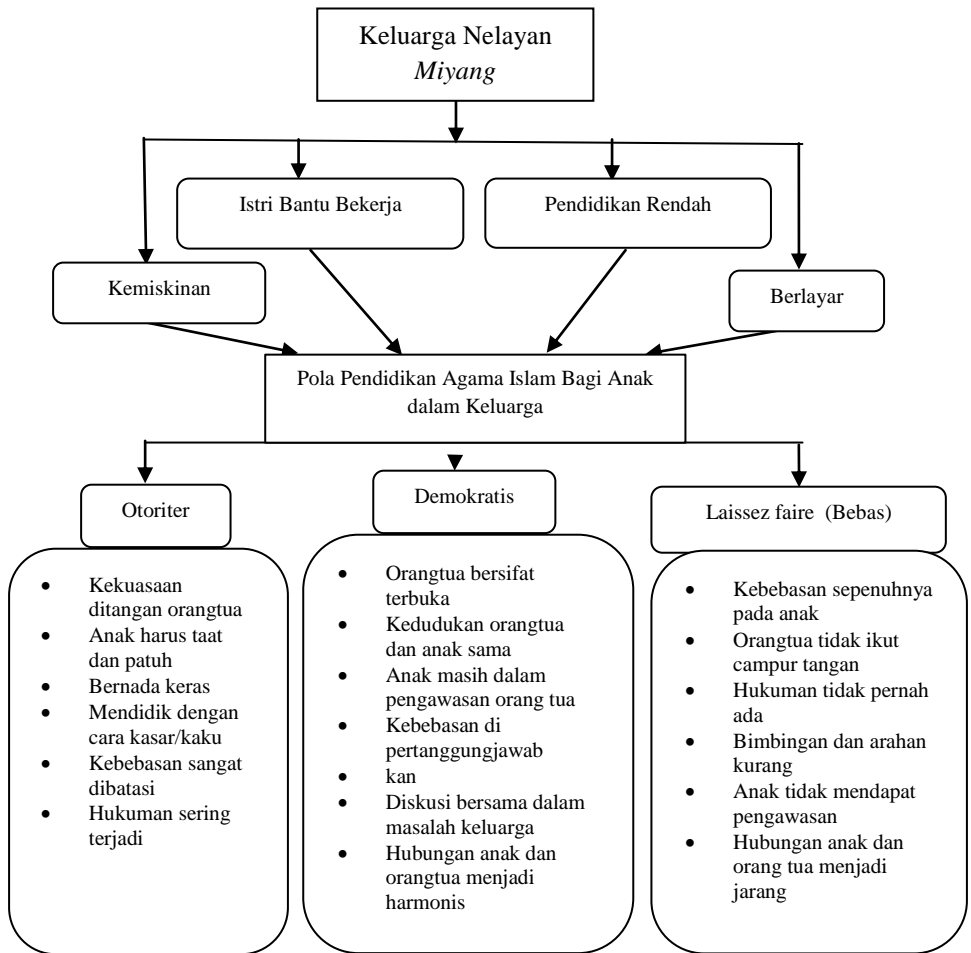 Keluarga Nelayan
Miyang
Istri Bantu Bekerja
Pendidikan Rendah
Kemiskinan
Berlayar
Pola Pendidikan Agama Islam Bagi Anak
dalam Keluarga
Otoriter
Demokratis
Laissez faire (Bebas)
• Kekuasaan
ditangan orangtua
• Anak harus taat
dan patuh
• Bernada keras
• Mendidik dengan
cara kasar/kaku
• Kebebasan sangat
dibatasi
• Hukuman sering
terjadi
• Orangtua bersifat
terbuka
• Kedudukan orangtua
dan anak sama
• Anak masih dalam
pengawasan orang tua
• Kebebasan di
pertanggungjawab
• kan
• Diskusi bersama dalam
masalah keluarga
• Hubungan anak dan
orangtua menjadi
harmonis
• Kebebasan sepenuhnya
pada anak
• Orangtua tidak ikut
campur tangan
• Hukuman tidak pernah
ada
• Bimbingan dan arahan
kurang
• Anak tidak mendapat
pengawasan
• Hubungan anak dan
orang tua menjadi
jarang